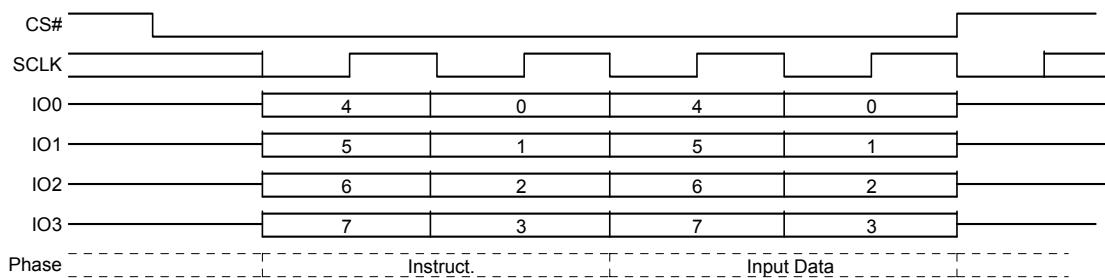 CS#
SCLK
IO0 4 0 4 0
IO1 5 1 5 1
IO2 6 2 6 2
IO3 7 3 7 3
Phase Instruct. Input Data